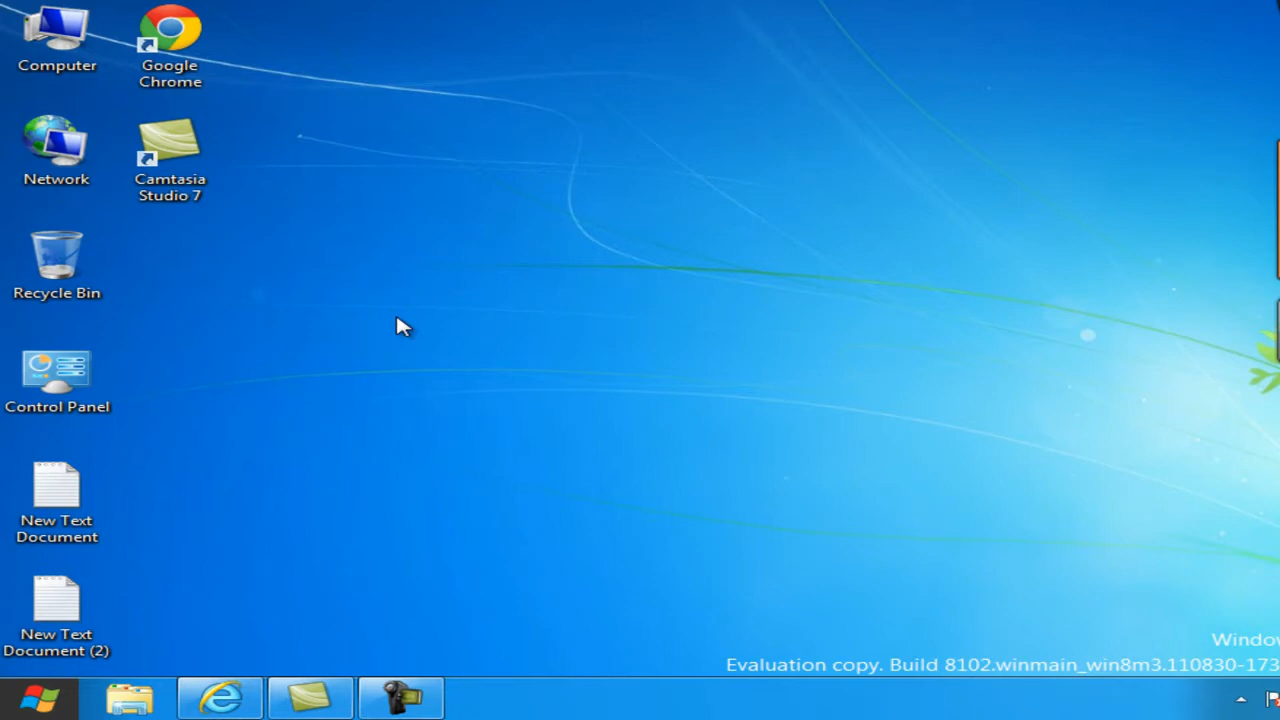 Computer
Google
Chrome
Network
Camtasia
Studio 7
Recycle Bin
Control Panel
New Text
Document
New Text
Document (2)
Windo
Evaluation copy. Build 8102.winmain_win8m3.110830-173